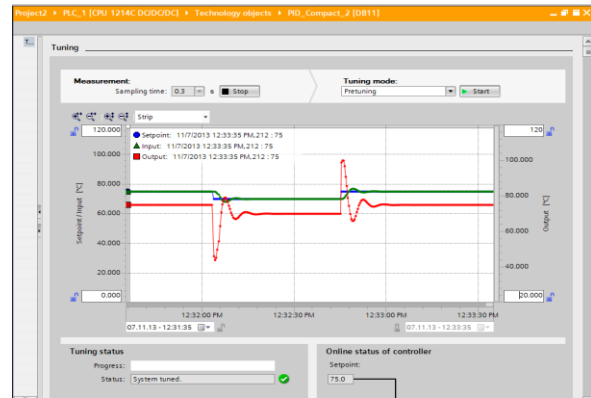 Project2 ▸ PLC_1 [CPU 1214C DC/DC/DC] ▸ Technology objects ▸ PID_Compact_2 [DB11]
T...
Tuning
Measurement:
Sampling time: 0.3 s Stop
Tuning mode:
Pretuning Start
Strip
120.000
100.000
80.000
60.000
40.000
20.000
0.000
Setpoint / Input [°C]
Setpoint: 11/7/2013 12:33:35 PM,212 : 75
Input: 11/7/2013 12:33:35 PM,212 : 75
Output: 11/7/2013 12:33:35 PM,212 : 75
120
-100.000
80.000
60.000
-40.000
20.000
Output [°C]
12:32:00 PM 12:32:30 PM 12:33:00 PM 12:33:30 PM
07.11.13 - 12:31:35 07.11.13 - 12:33:35
Tuning status
Progress:
Status: System tuned.
Online status of controller
Setpoint:
75.0